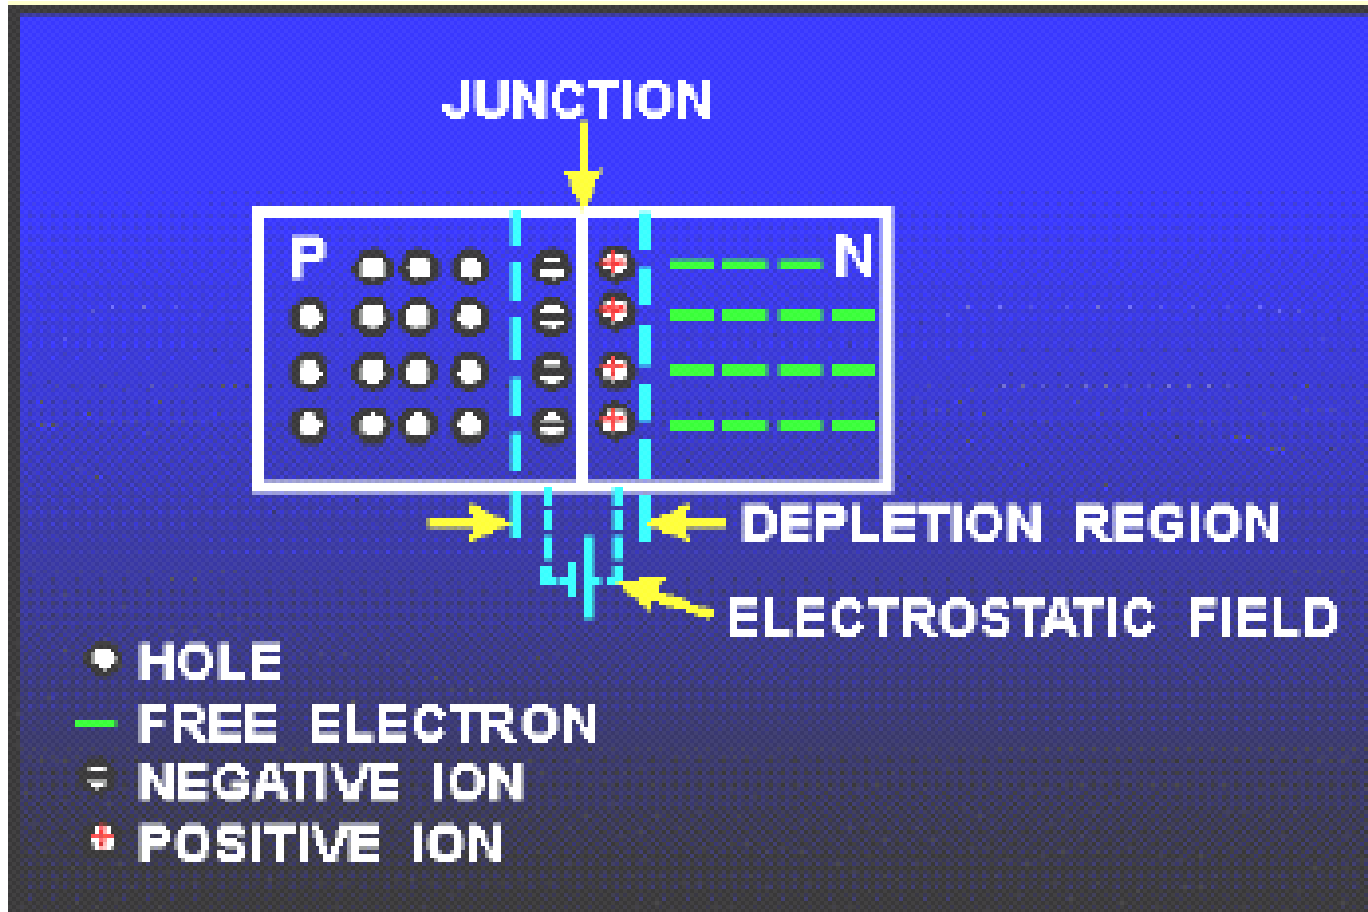 JUNCTION
P N
DEPLETION REGION
ELECTROSTATIC FIELD
HOLE
FREE ELECTRON
NEGATIVE ION
POSITIVE ION